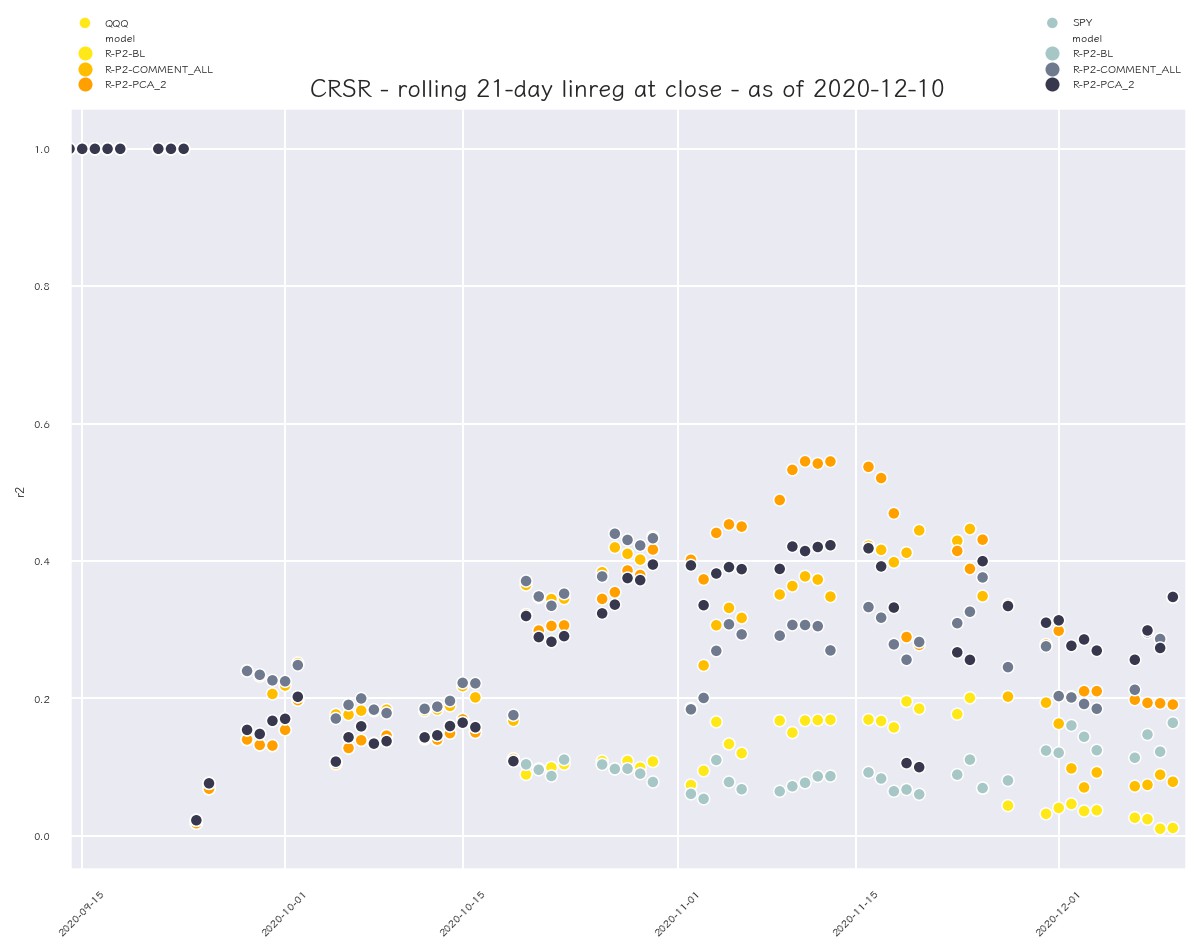 QQQ
model
R-P2-BL
R-P2-COMMENT_ALL
R-P2-PCA_2
SPY
model
R-P2-BL
R-P2-COMMENT_ALL
R-P2-PCA_2
CRSR - rolling 21-day linreg at close - as of 2020-12-10
1.0
0.8
0.6
0.4
0.2
0.0
r2
2020-09-15
2020-10-01
2020-10-15
2020-11-01
2020-11-15
2020-12-01